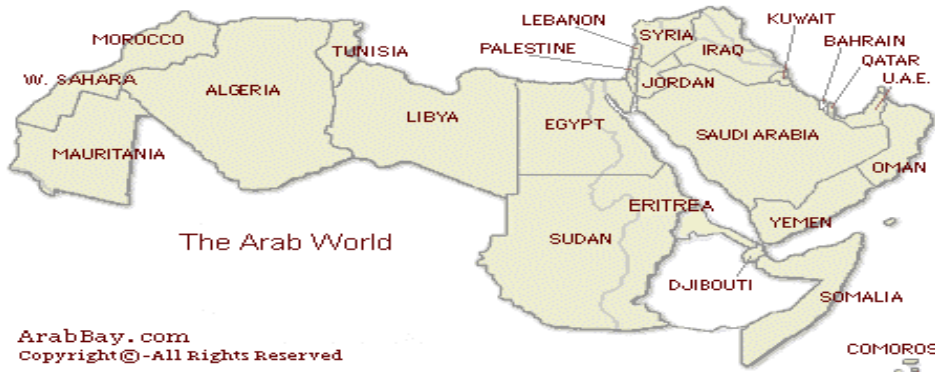 LEBANON
KUWAIT
MOROCCO
SYRIA
BAHRAIN
TUNISIA
PALESTINE
IRAQ
QATAR
W. SAHARA
JORDAN
U.A.E.
ALGERIA
LIBYA
EGYPT
SAUDI ARABIA
MAURITANIA
OMAN
ERITREA
YEMEN
The Arab World
SUDAN
DJIBOUTI
SOMALIA
ArabBay.com
Copyright©-All Rights Reserved
COMOROS